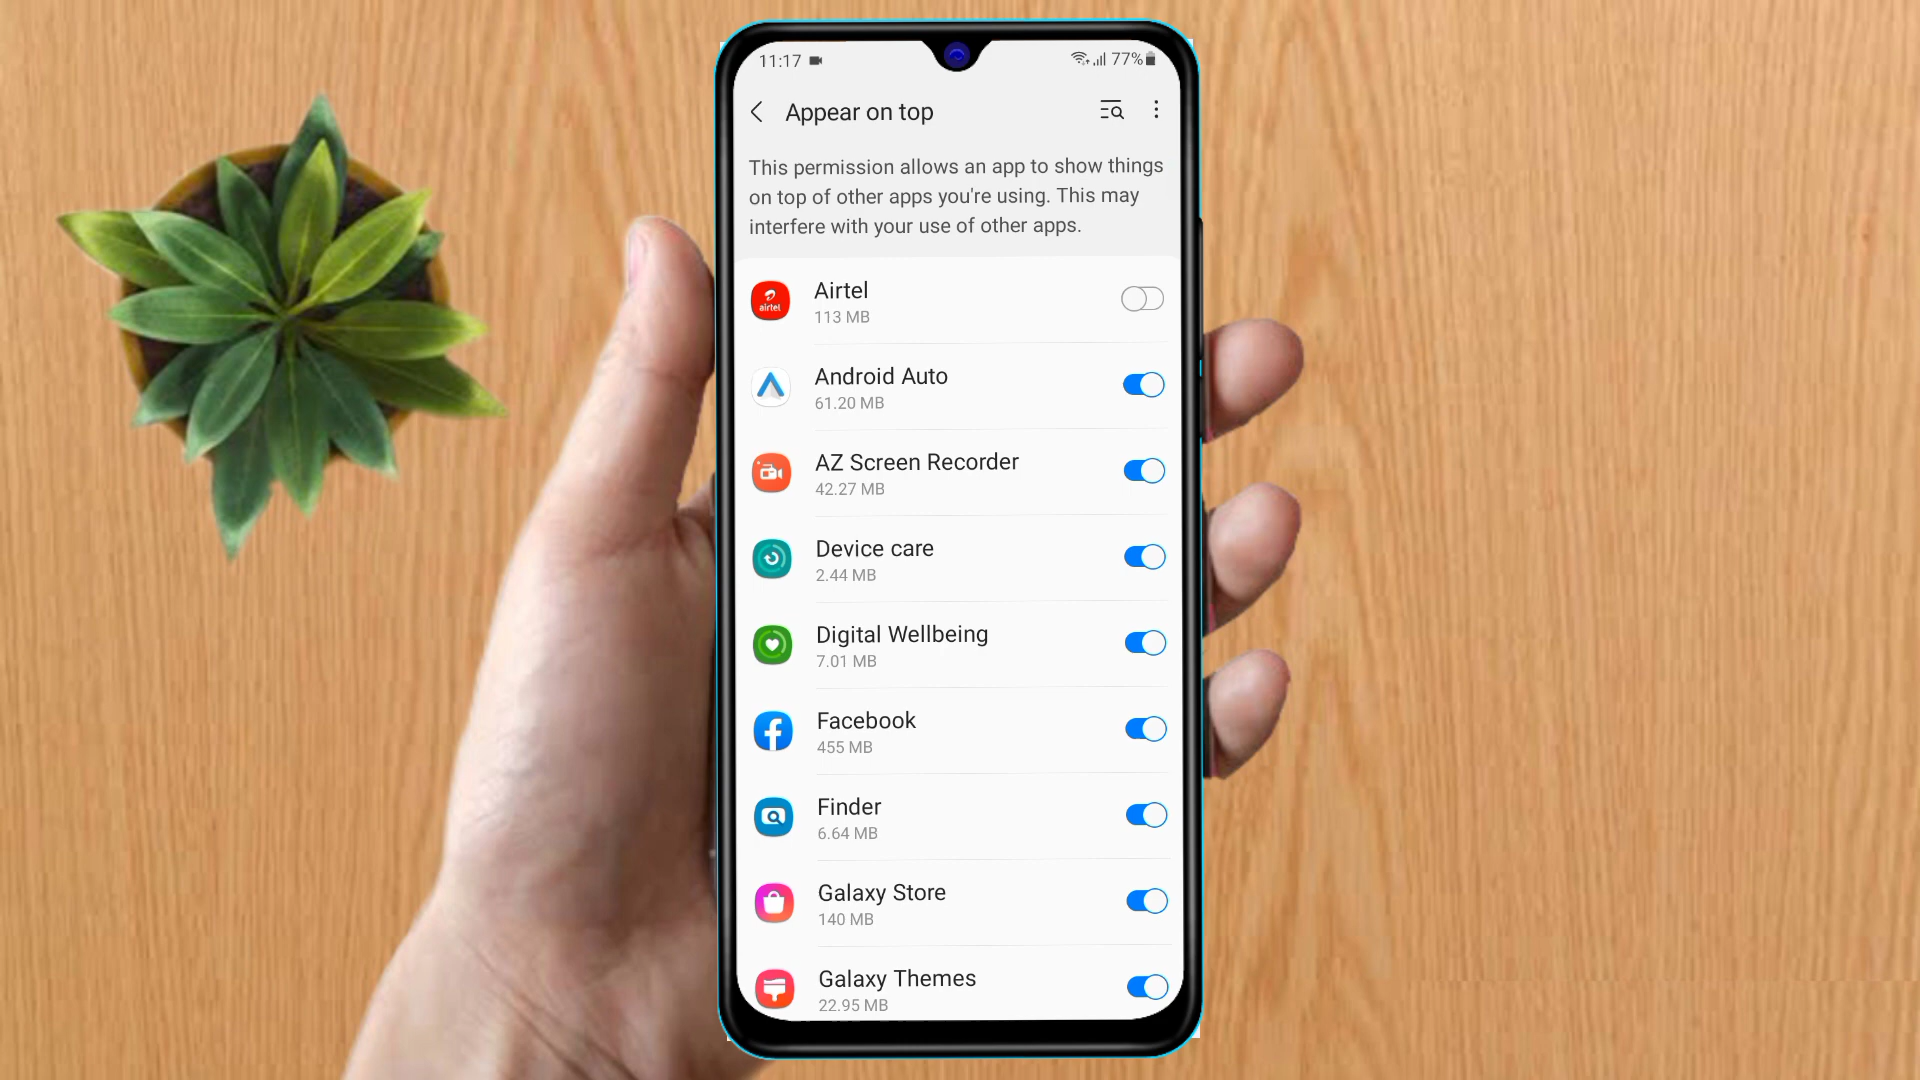 11:17
77%
Appear on top
This permission allows an app to show things
on top of other apps you're using. This may
interfere with your use of other apps.
airtel
Airtel
113 MB
Android Auto
61.20 MB
AZ Screen Recorder
42.27 MB
Device care
2.44 MB
Digital Wellbeing
7.01 MB
Facebook
455 MB
Finder
6.64 MB
Galaxy Store
140 MB
Galaxy Themes
22.95 MB